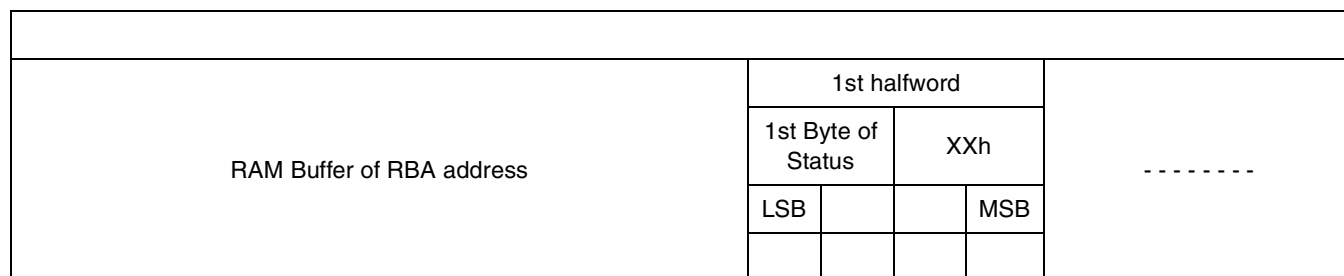 1st halfword
1st Byte of
Status
XXh
RAM Buffer of RBA address
- - - - - - - -
LSB
MSB